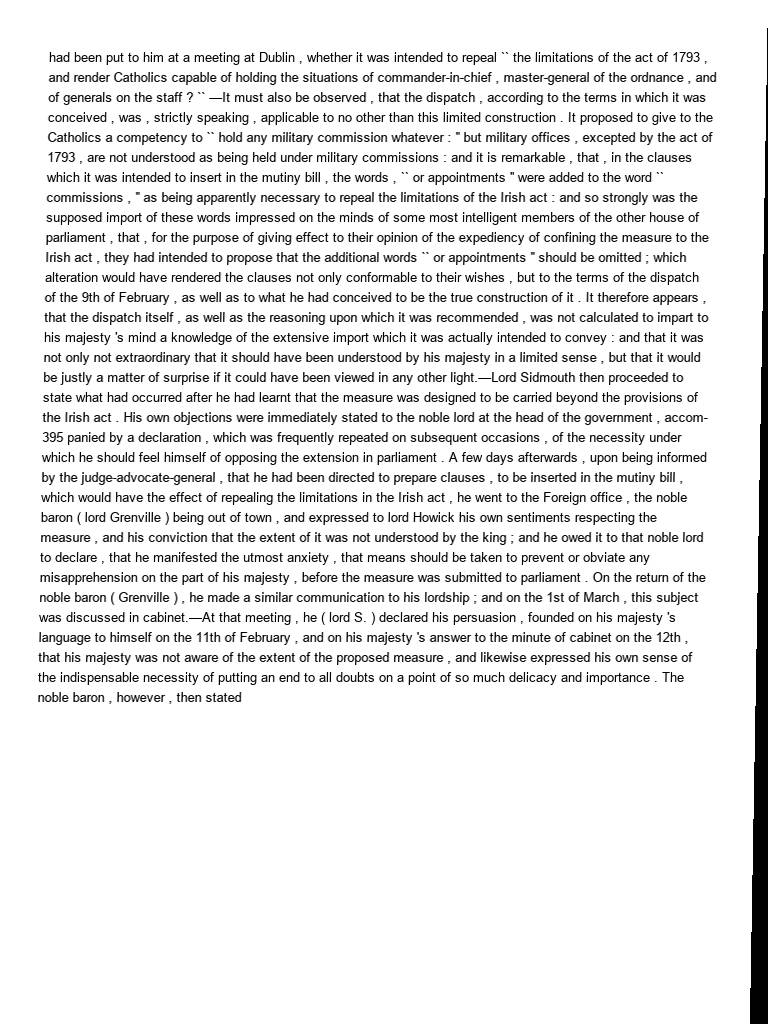 had been put to him at a meeting at Dublin , whether it was intended to repeal `` the limitations of the act of 1793 ,
and render Catholics capable of holding the situations of commander-in-chief , master-general of the ordnance , and
of generals on the staff ? `` —It must also be observed , that the dispatch , according to the terms in which it was
conceived , was , strictly speaking , applicable to no other than this limited construction . It proposed to give to the
Catholics a competency to `` hold any military commission whatever : " but military offices , excepted by the act of
1793 , are not understood as being held under military commissions : and it is remarkable , that , in the clauses
which it was intended to insert in the mutiny bill , the words , `` or appointments " were added to the word ``
commissions , " as being apparently necessary to repeal the limitations of the Irish act : and so strongly was the
supposed import of these words impressed on the minds of some most intelligent members of the other house of
parliament , that , for the purpose of giving effect to their opinion of the expediency of confining the measure to the
Irish act , they had intended to propose that the additional words `` or appointments " should be omitted ; which
alteration would have rendered the clauses not only conformable to their wishes , but to the terms of the dispatch
of the 9th of February , as well as to what he had conceived to be the true construction of it . It therefore appears ,
that the dispatch itself , as well as the reasoning upon which it was recommended , was not calculated to impart to
his majesty 's mind a knowledge of the extensive import which it was actually intended to convey : and that it was
not only not extraordinary that it should have been understood by his majesty in a limited sense , but that it would
be justly a matter of surprise if it could have been viewed in any other light.—Lord Sidmouth then proceeded to
state what had occurred after he had learnt that the measure was designed to be carried beyond the provisions of
the Irish act . His own objections were immediately stated to the noble lord at the head of the government , accom-
395 panied by a declaration , which was frequently repeated on subsequent occasions , of the necessity under
which he should feel himself of opposing the extension in parliament . A few days afterwards , upon being informed
by the judge-advocate-general , that he had been directed to prepare clauses , to be inserted in the mutiny bill ,
which would have the effect of repealing the limitations in the Irish act , he went to the Foreign office , the noble
baron ( lord Grenville ) being out of town , and expressed to lord Howick his own sentiments respecting the
measure , and his conviction that the extent of it was not understood by the king ; and he owed it to that noble lord
to declare , that he manifested the utmost anxiety , that means should be taken to prevent or obviate any
misapprehension on the part of his majesty , before the measure was submitted to parliament . On the return of the
noble baron ( Grenville ) , he made a similar communication to his lordship ; and on the 1st of March , this subject
was discussed in cabinet.—At that meeting , he ( lord S. ) declared his persuasion , founded on his majesty 's
language to himself on the 11th of February , and on his majesty 's answer to the minute of cabinet on the 12th ,
that his majesty was not aware of the extent of the proposed measure , and likewise expressed his own sense of
the indispensable necessity of putting an end to all doubts on a point of so much delicacy and importance . The
noble baron , however , then stated